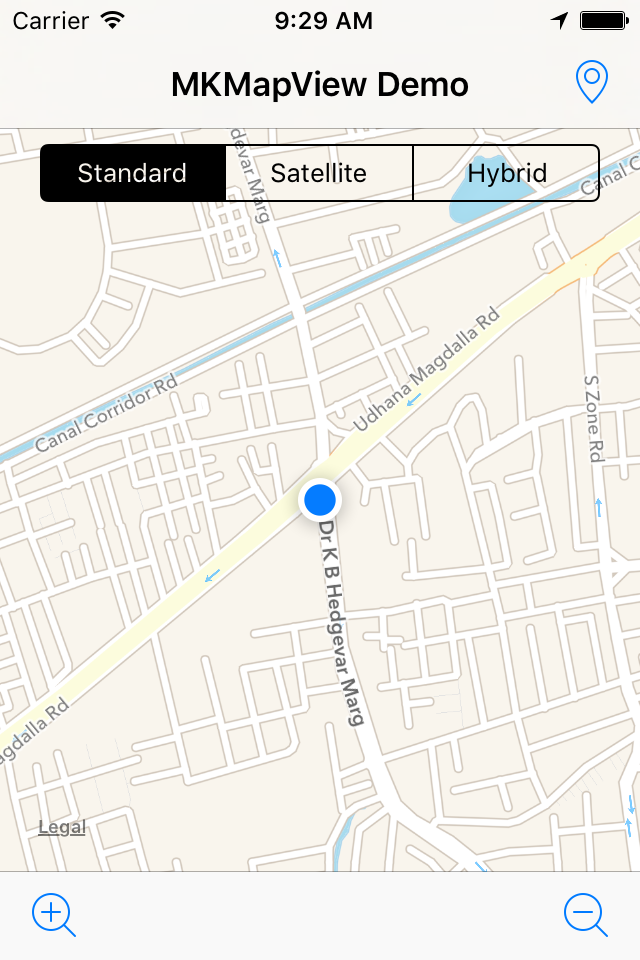 Carrier 9:29 AM
MKMapView Demo
Standard Satellite Hybrid
devar Marg
Canal C
Udhana Magdalla Rd
Canal Corridor Rd
S Zone Rd
Dr K B Hedgevar Marg
agdalla Rd
Legal